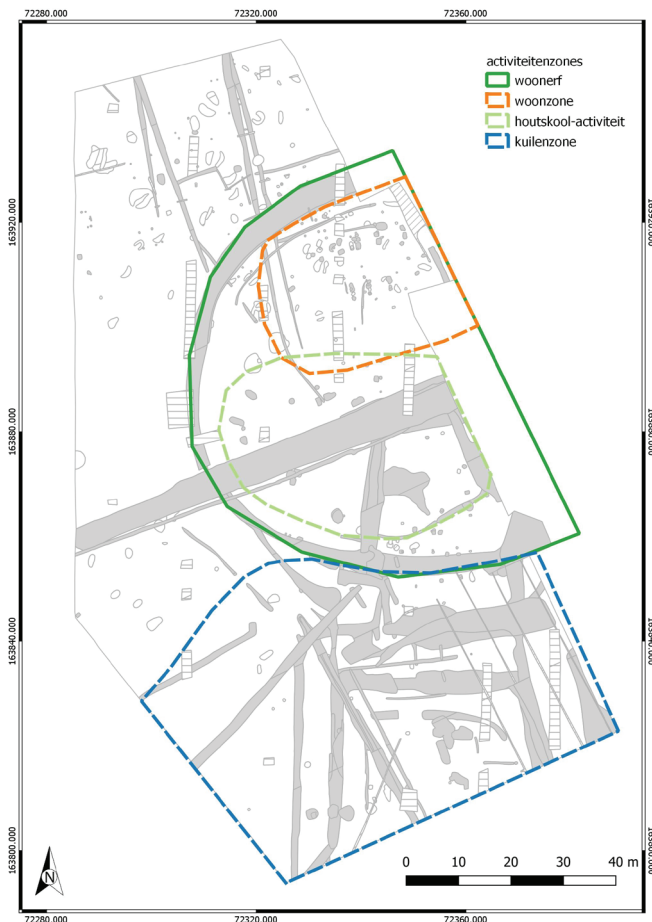 72280.000 72320.000 72360.000
activiteitenzones
woonerf
woonzone
houtskool-activiteit
kuilenzone
163920.000
163880.000
163840.000
163800.000
N
0 10 20 30 40 m
72280.000 72320.000 72360.000